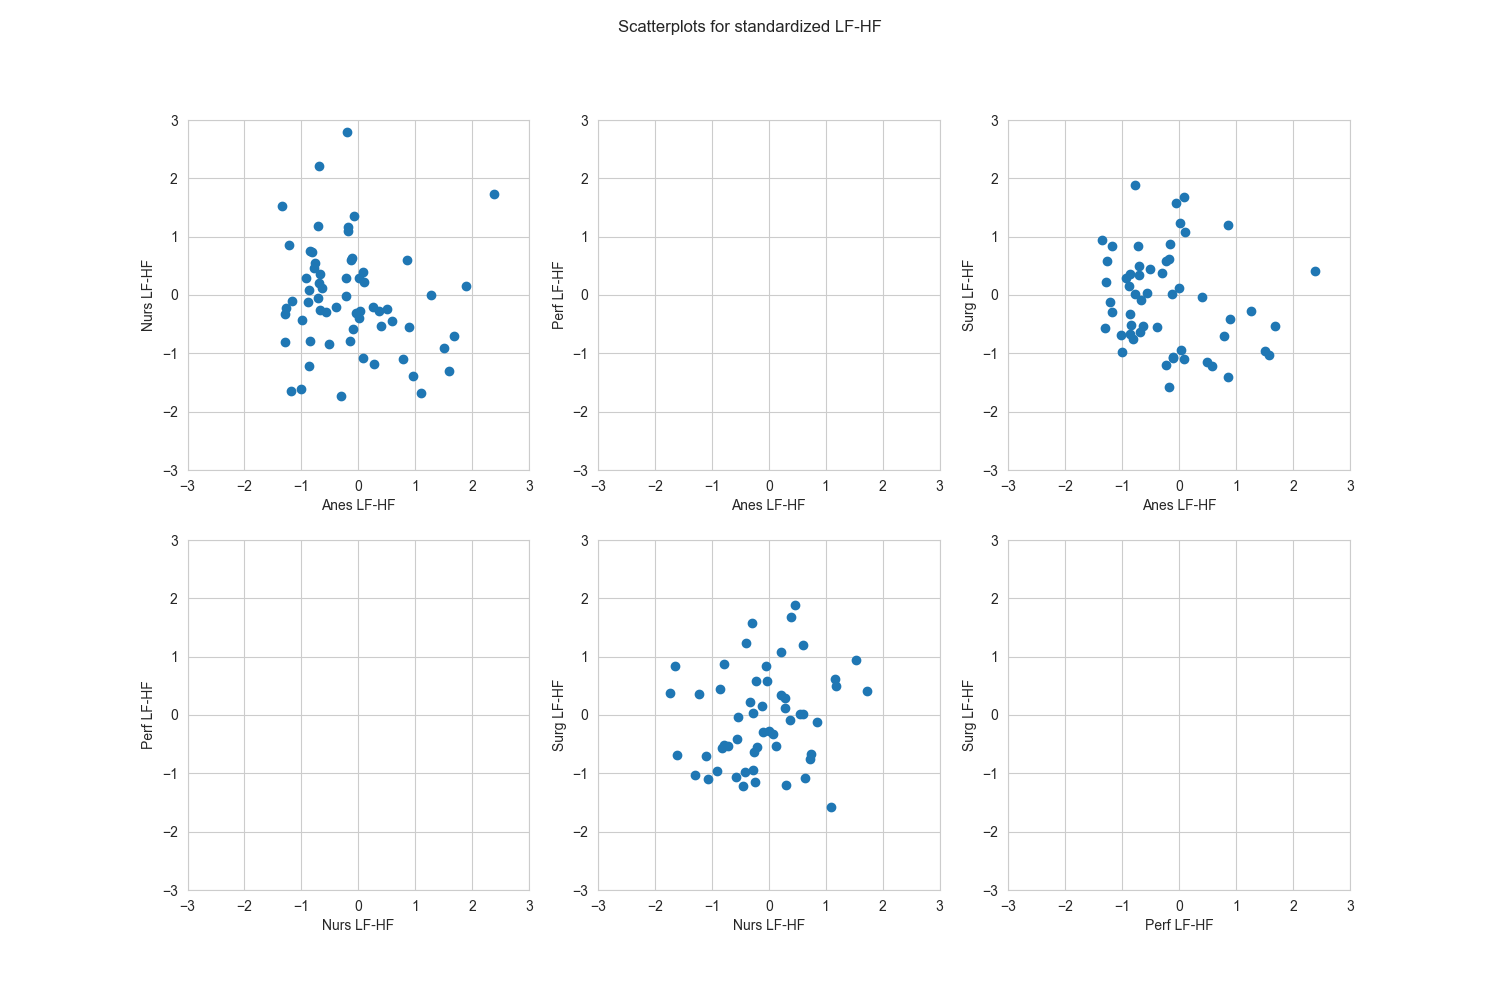 Scatterplots for standardized LF-HF
3
2
1
0
−1
−2
−3
Nurs LF-HF
−3 −2 −1 0 1 2 3
Anes LF-HF
3
2
1
0
−1
−2
−3
Perf LF-HF
−3 −2 −1 0 1 2 3
Anes LF-HF
3
2
1
0
−1
−2
−3
Surg LF-HF
−3 −2 −1 0 1 2 3
Anes LF-HF
3
2
1
0
−1
−2
−3
Perf LF-HF
−3 −2 −1 0 1 2 3
Nurs LF-HF
3
2
1
0
−1
−2
−3
Surg LF-HF
−3 −2 −1 0 1 2 3
Nurs LF-HF
3
2
1
0
−1
−2
−3
Surg LF-HF
−3 −2 −1 0 1 2 3
Perf LF-HF